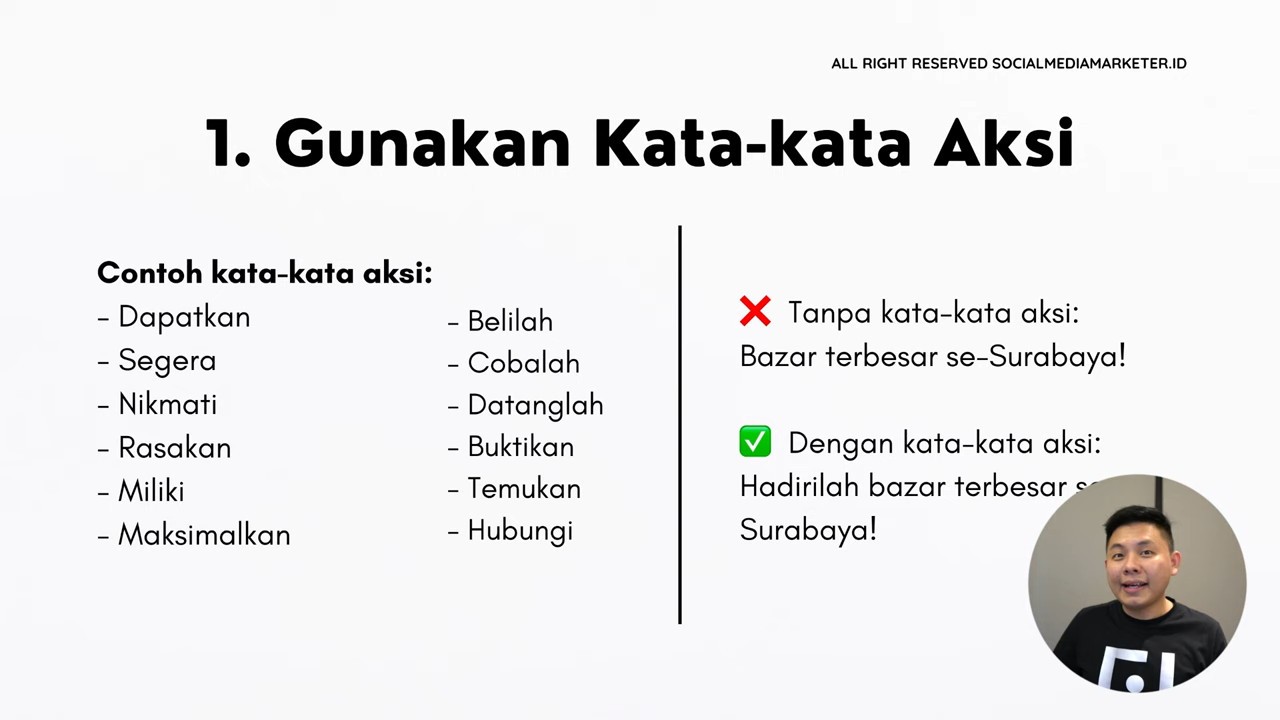 ALL RIGHT RESERVED SOCIALMEDIAMARKETER.ID
1. Gunakan Kata-kata Aksi
Contoh kata-kata aksi:
- Dapatkan
- Segera
- Nikmati
- Rasakan
- Miliki
- Maksimalkan
- Belilah
- Cobalah
- Datanglah
- Buktikan
- Temukan
- Hubungi
❌ Tanpa kata-kata aksi:
Bazar terbesar se-Surabaya!
✅ Dengan kata-kata aksi:
Hadirilah bazar terbesar
Surabaya!